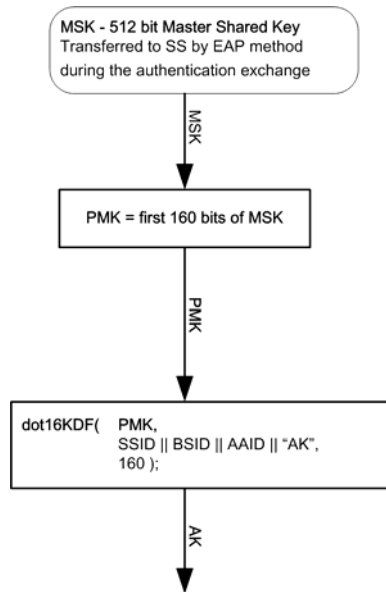 MSK - 512 bit Master Shared Key
Transferred to SS by EAP method
during the authentication exchange
MSK
PMK = first 160 bits of MSK
PMK
dot16KDF( PMK,
SSID || BSID || AAID || “AK”,
160 );
AK